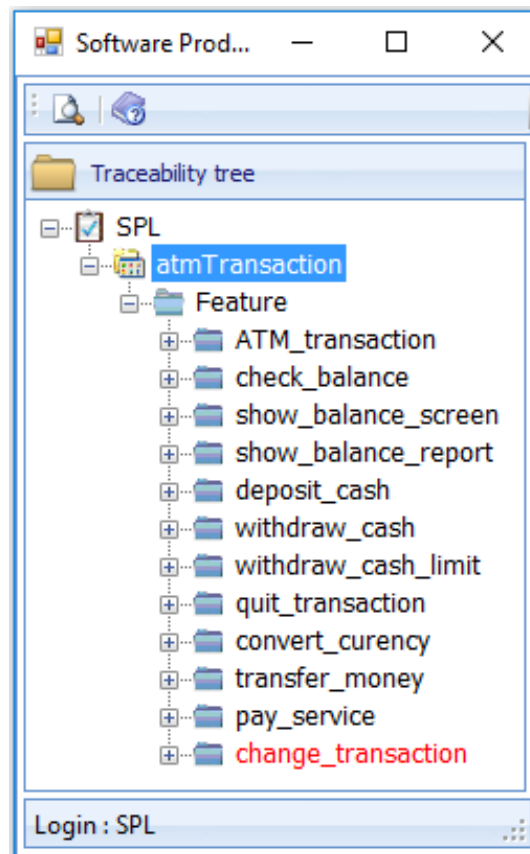 Software Prod...
Traceability tree
SPL
atmTransaction
Feature
ATM_transaction
check_balance
show_balance_screen
show_balance_report
deposit_cash
withdraw_cash
withdraw_cash_limit
quit_transaction
convert_curency
transfer_money
pay_service
change_transaction
Login : SPL